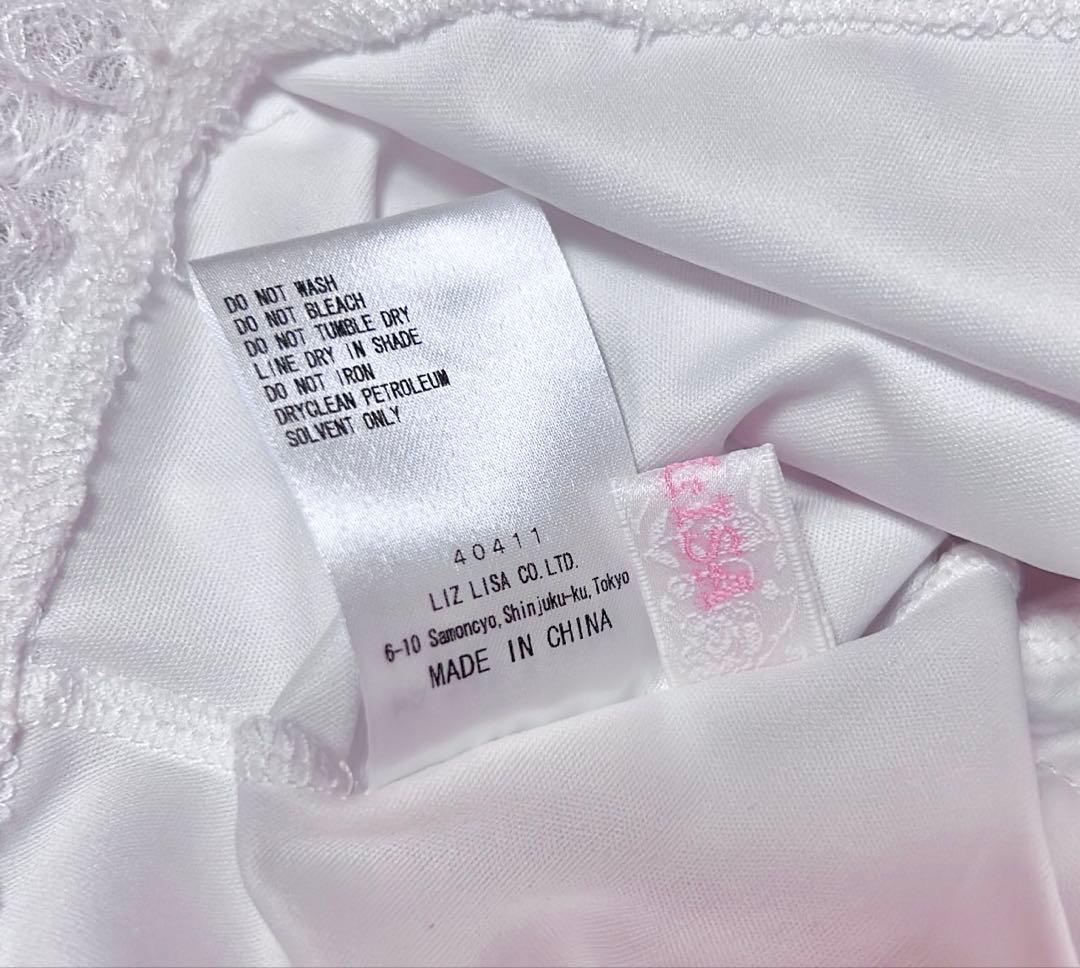 DO NOT WASH
DO NOT BLEACH
DO NOT TUMBLE DRY
LINE DRY IN SHADE
DO NOT IRON
DRYCLEAN PETROLEUM
SOLVENT ONLY
40411
LIZ LISA CO.LTD.
6-10 Samoncyo,Shinjuku-ku,Tokyo
MADE IN CHINA